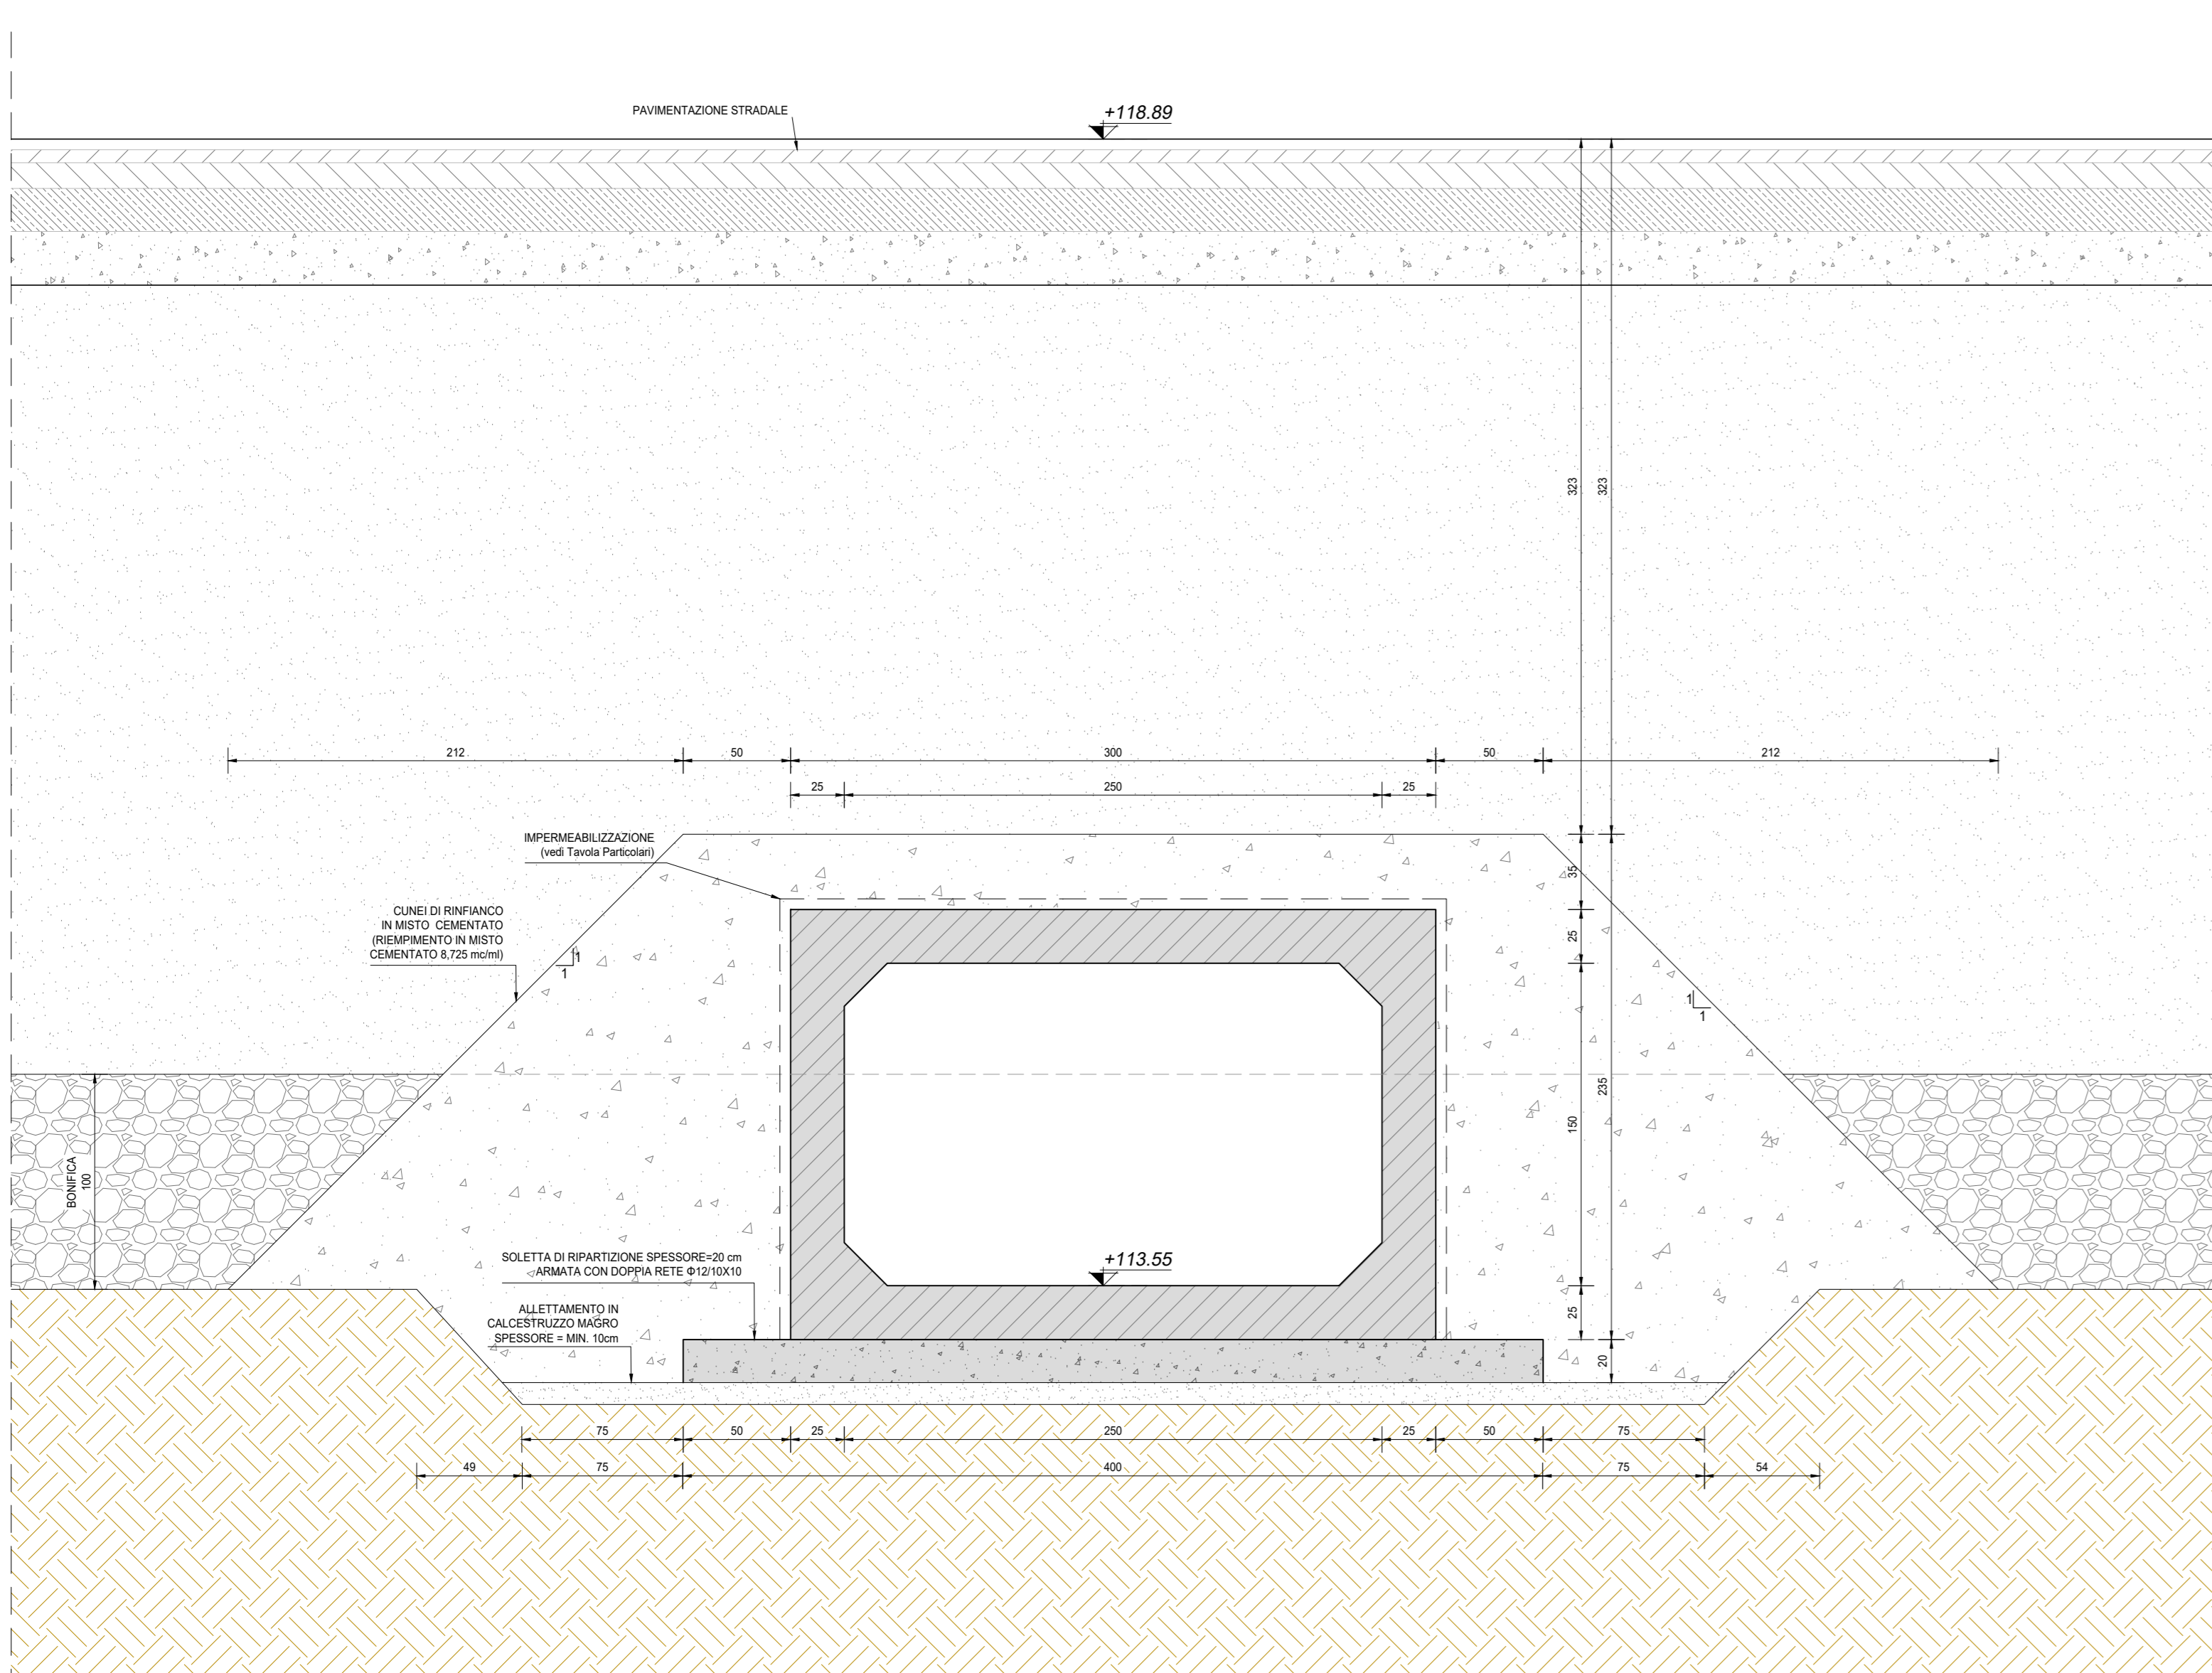 PAVIMENTAZIONE STRADALE
+118.89
323
323
212
50
300
50
212
25
250
25
IMPERMEABILIZZAZIONE
(vedi Tavola Particolari)
35
CUNEI DI RINFIANCO
IN MISTO CEMENTATO
(RIEMPIMENTO IN MISTO
CEMENTATO 8,725 mc/ml)
1
1
25
1
1
235
150
BONIFICA
100
SOLETTA DI RIPARTIZIONE SPESSORE=20 cm
ARMATA CON DOPPIA RETE Φ12/10X10
+113.55
ALLETTAMENTO IN
CALCESTRUZZO MAGRO
SPESSORE = MIN. 10cm
25
20
75
50
25
250
25
50
75
49
75
400
75
54